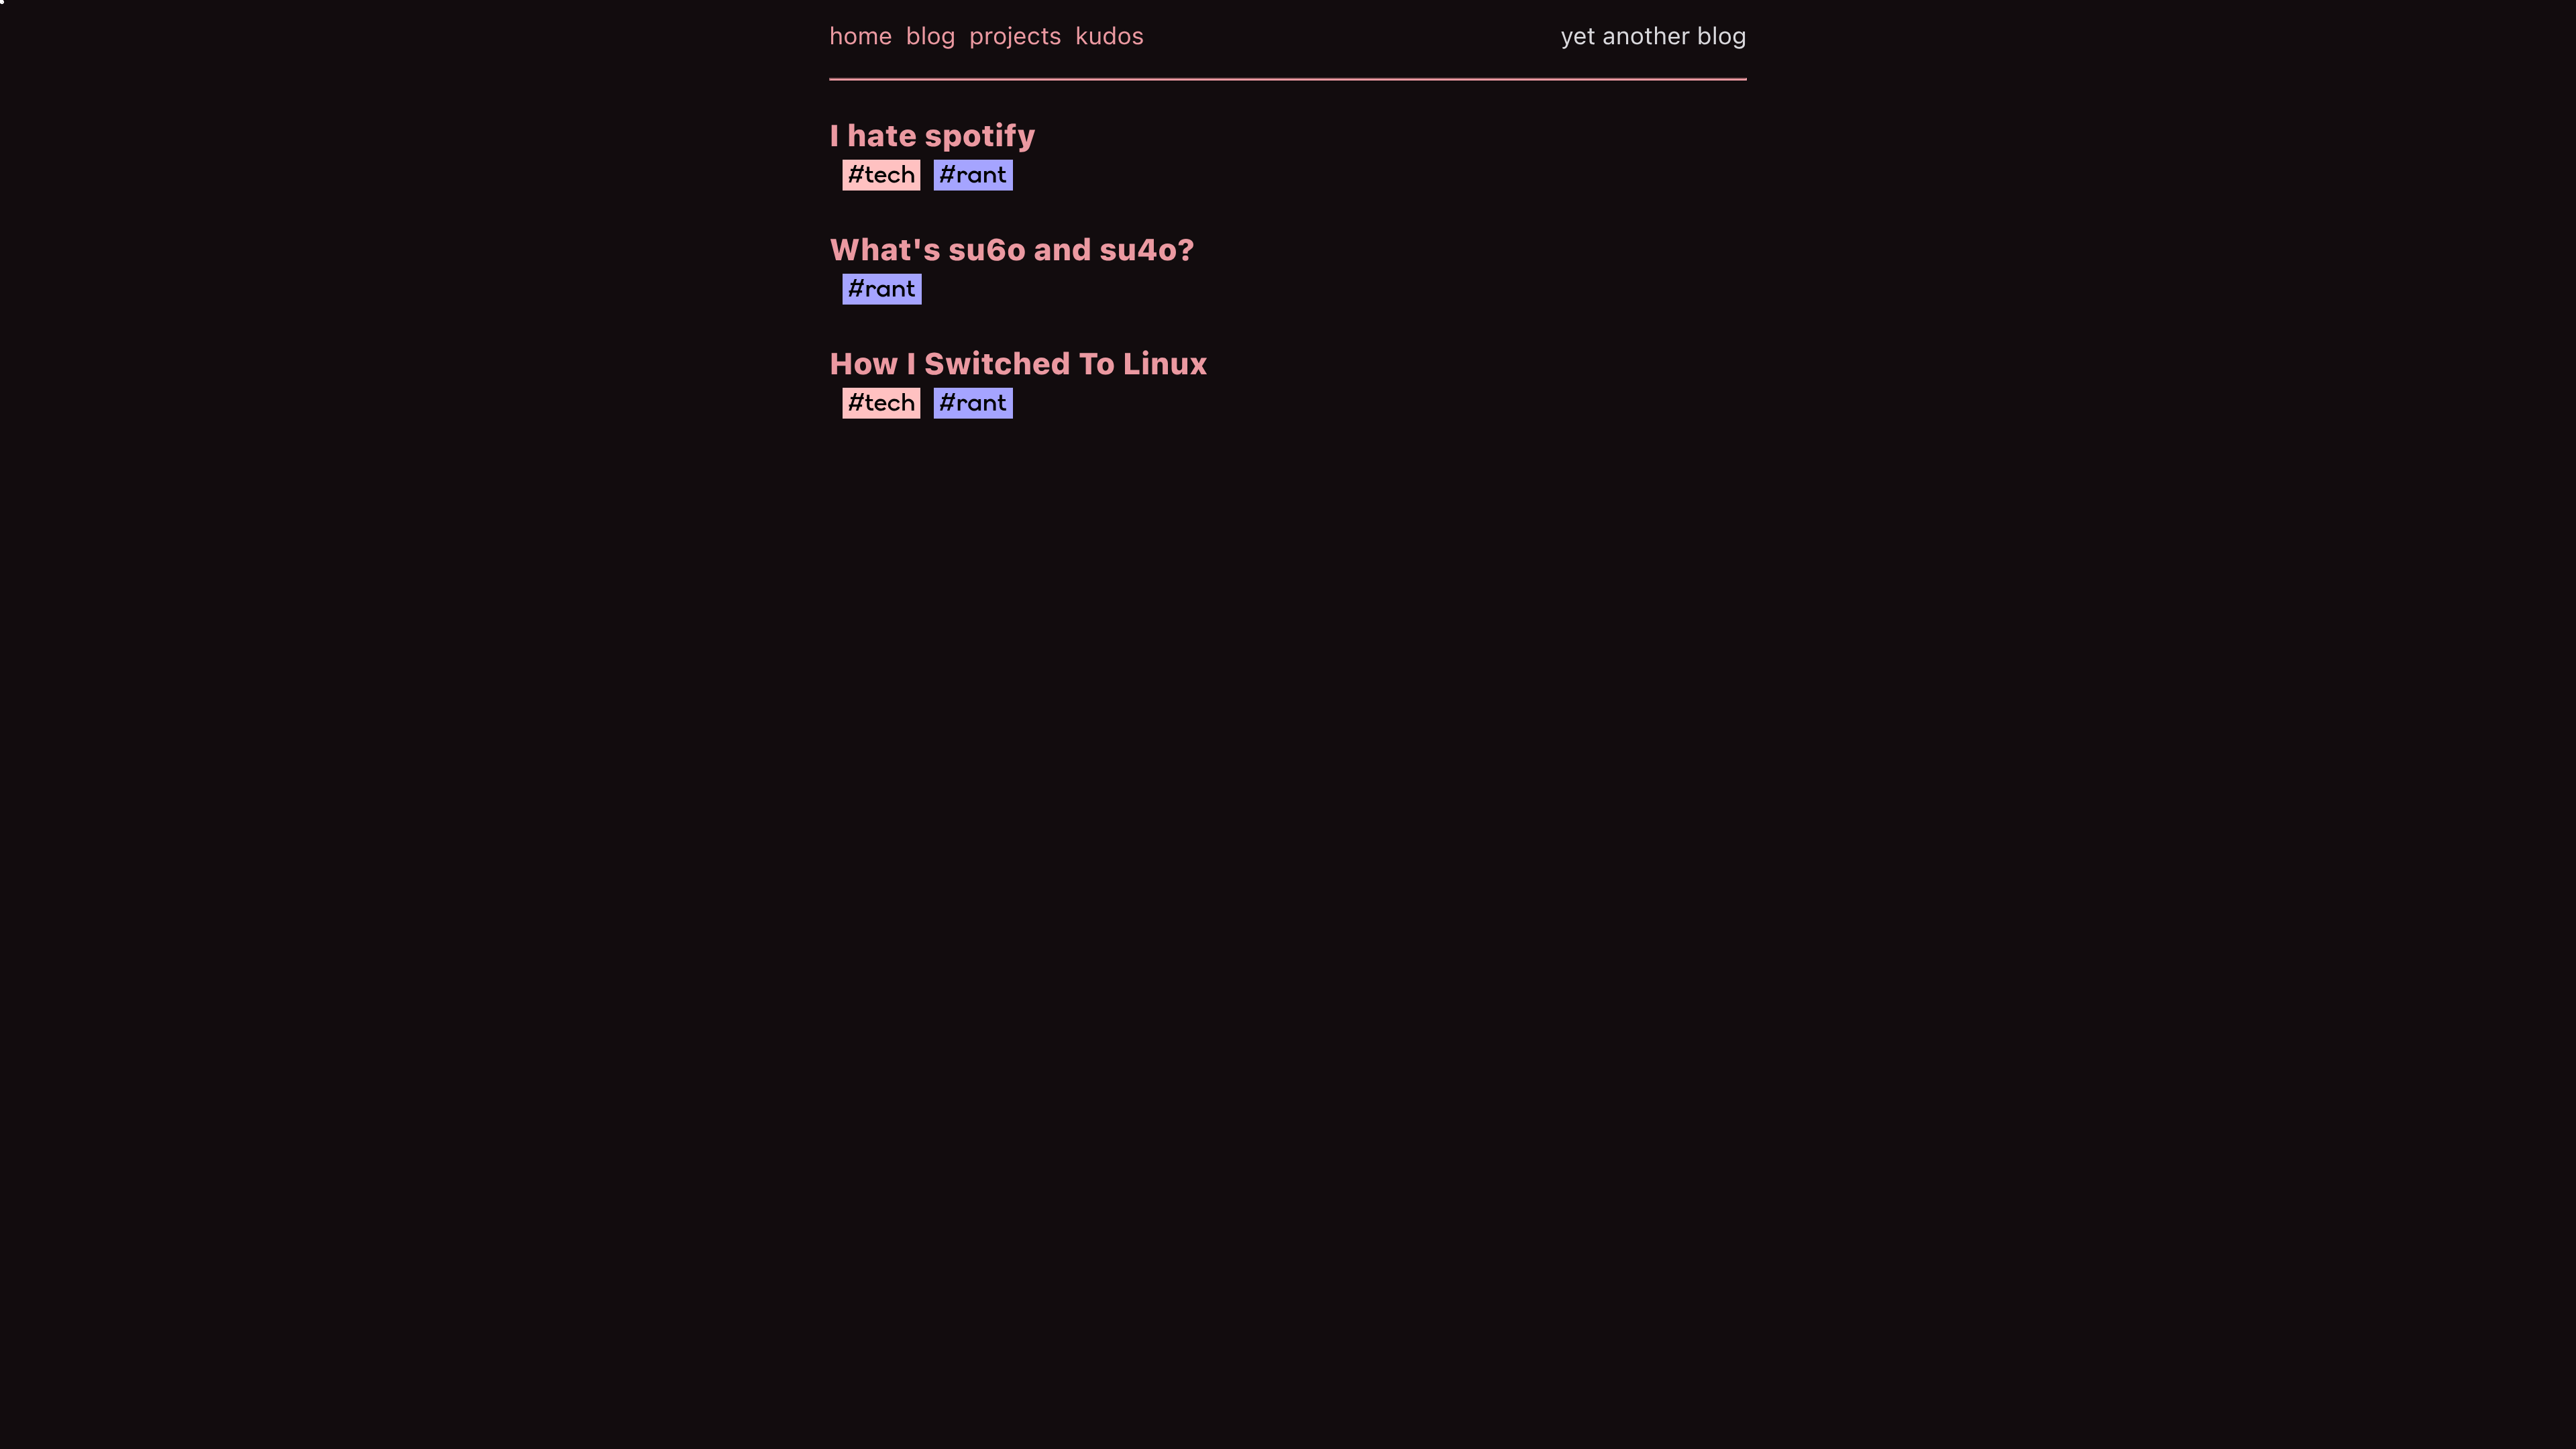 home blog projects kudos yet another blog
I hate spotify
#tech #rant
What's su6o and su4o?
#rant
How I Switched To Linux
#tech #rant